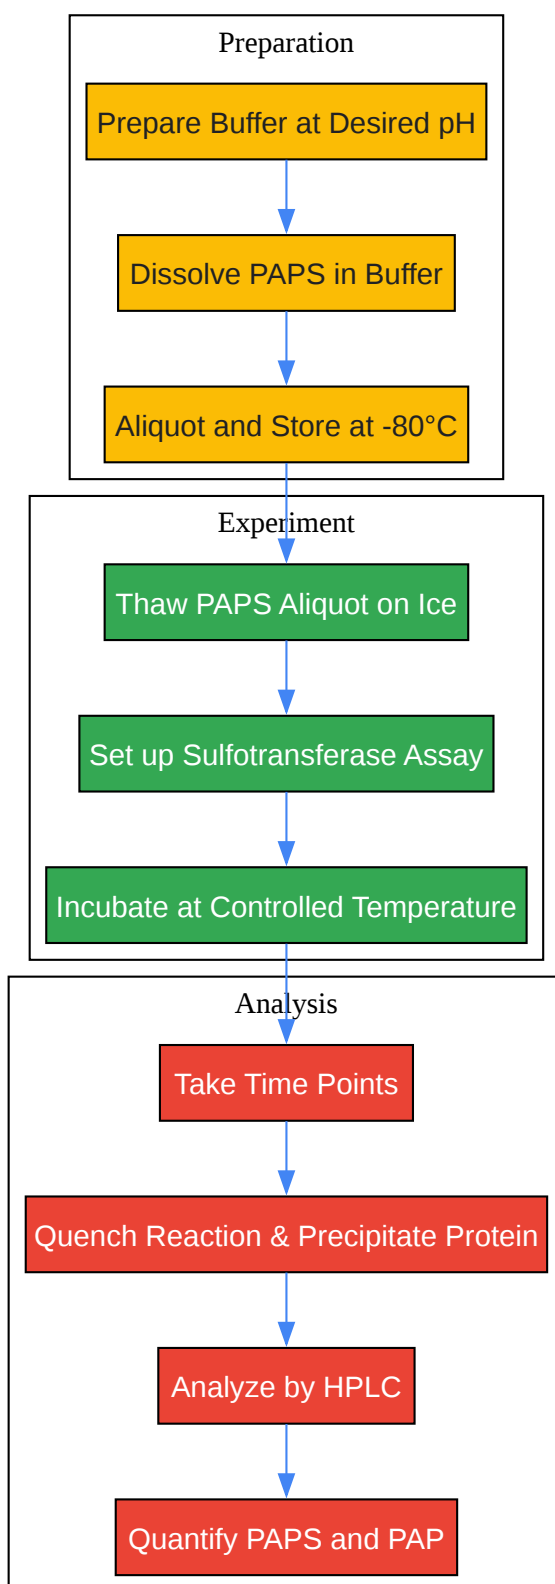 Preparation
Prepare Buffer at Desired pH
Dissolve PAPS in Buffer
Aliquot and Store at -80°C
Experiment
Thaw PAPS Aliquot on Ice
Set up Sulfotransferase Assay
Incubate at Controlled Temperature
Analysis
Take Time Points
Quench Reaction & Precipitate Protein
Analyze by HPLC
Quantify PAPS and PAP